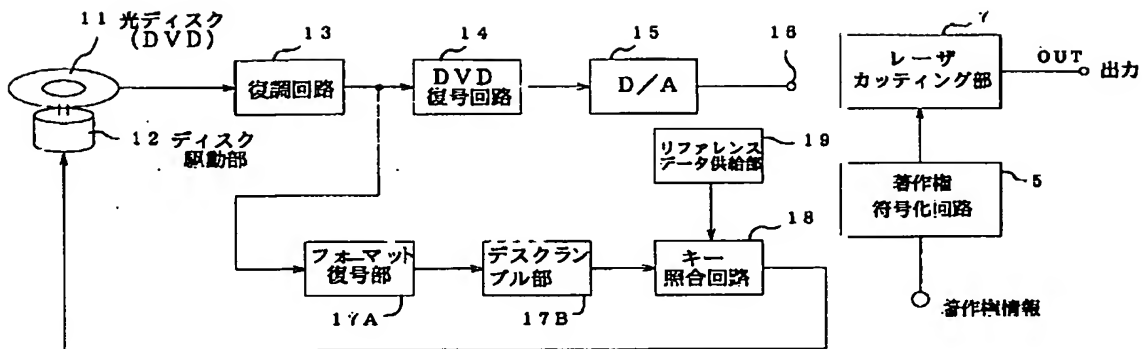 11 光ディスク
(DVD)
12 ディスク
駆動部
13
復調回路
14
DVD
復号回路
15
D/A
16
19
リファレンス
データ供給部
18
キー
照合回路
フォーマット
復号部
17A
デスクラン
ブル部
17B
7
レーザ
カッティング部
OUT
出力
5
著作権
符号化回路
著作権情報